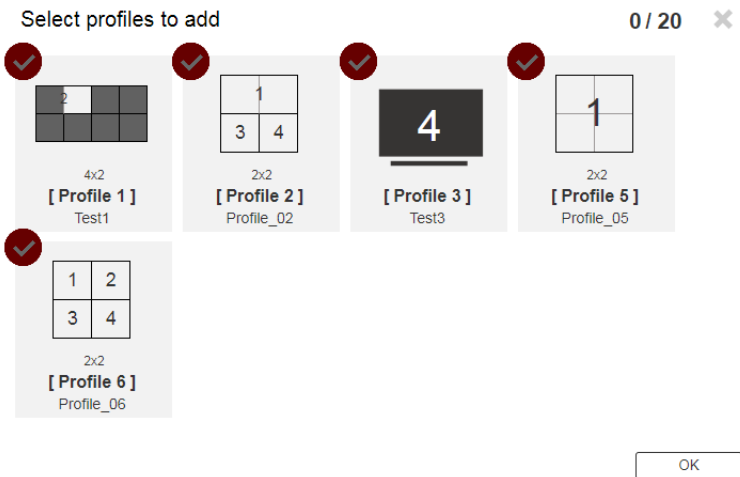 Select profiles to add
0 / 20
2
4x2
[ Profile 1 ]
Test1
1
3 4
2x2
[ Profile 2 ]
Profile_02
4
[ Profile 3 ]
Test3
1
2x2
[ Profile 5 ]
Profile_05
1 2
3 4
2x2
[ Profile 6 ]
Profile_06
OK